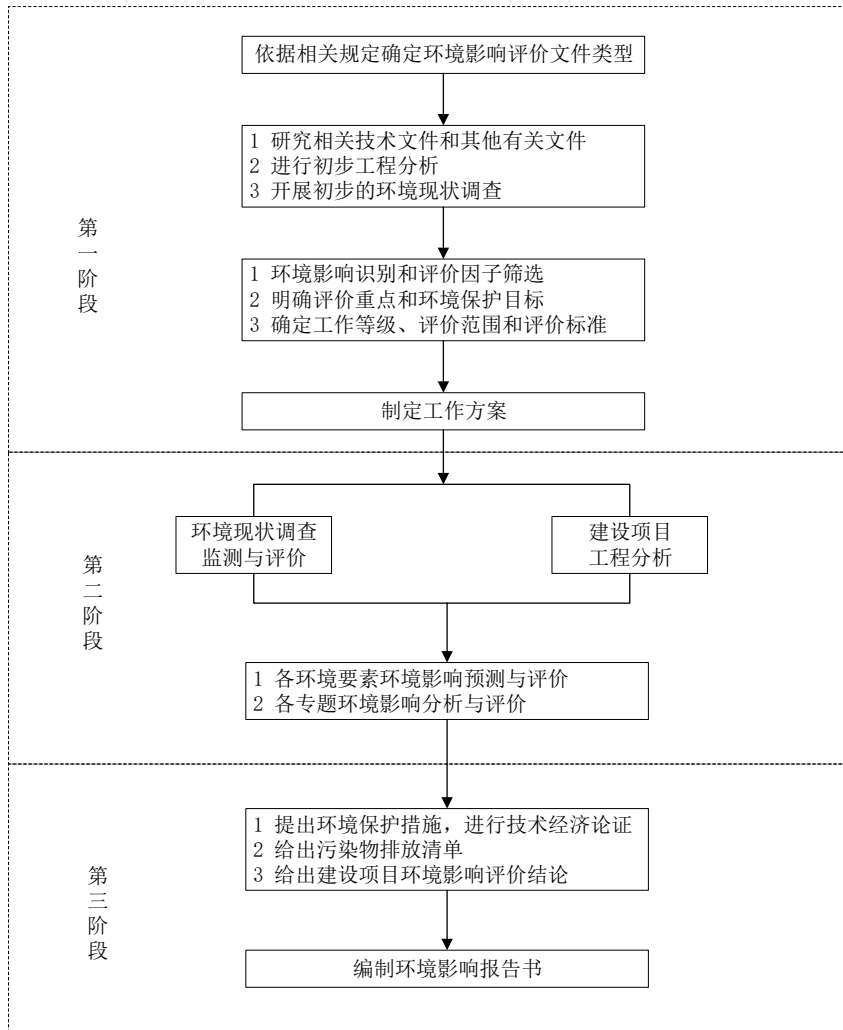 依据相关规定确定环境影响评价文件类型
1 研究相关技术文件和其他有关文件
2 进行初步工程分析
3 开展初步的环境现状调查
第一阶段
1 环境影响识别和评价因子筛选
2 明确评价重点和环境保护目标
3 确定工作等级、评价范围和评价标准
制定工作方案
第二阶段
环境现状调查
监测与评价
建设项目
工程分析
1 各环境要素环境影响预测与评价
2 各专题环境影响分析与评价
第三阶段
1 提出环境保护措施，进行技术经济论证
2 给出污染物排放清单
3 给出建设项目环境影响评价结论
编制环境影响报告书